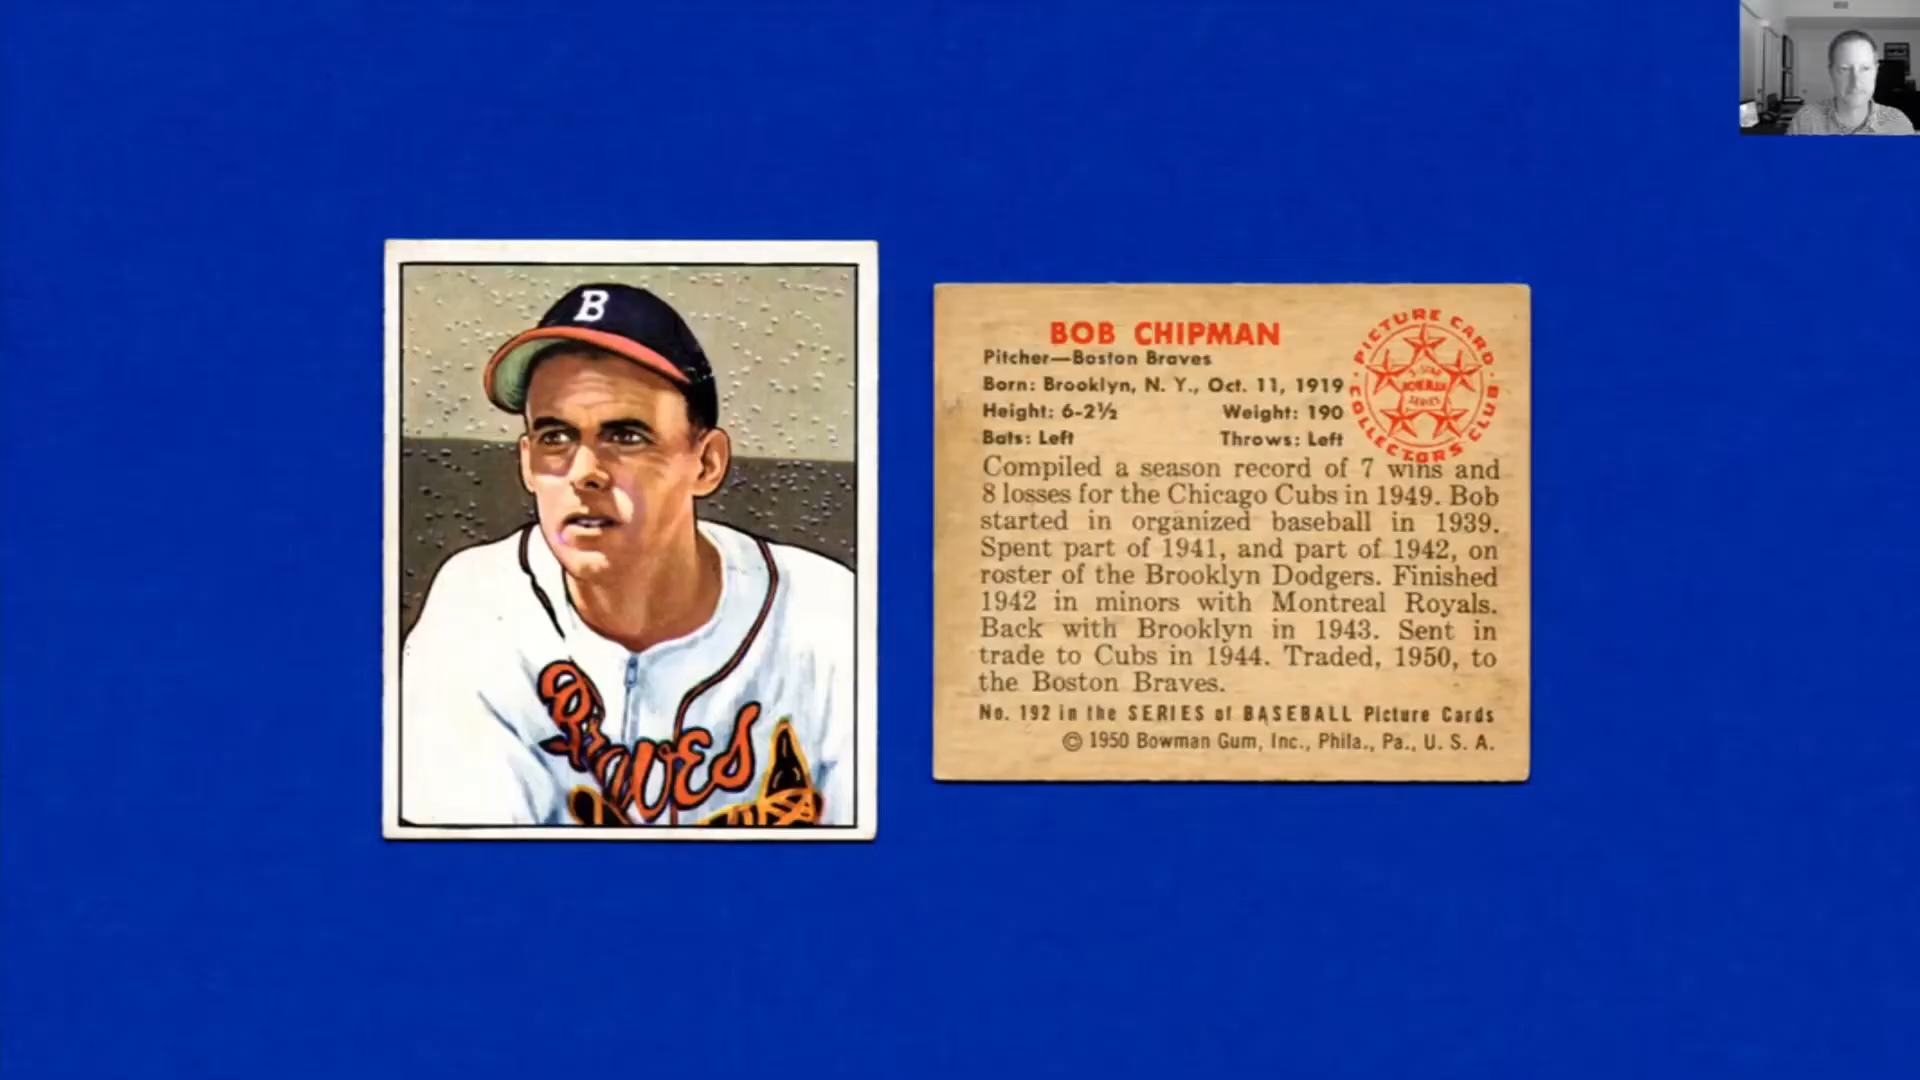 B
Braves
BOB CHIPMAN
Pitcher—Boston Braves
Born: Brooklyn, N. Y., Oct. 11, 1919
Height: 6-2½ Weight: 190
Bats: Left Throws: Left
PICTURE CARD
COLLECTORS CLUB
5-STAR
BOWMAN
SERIES
Compiled a season record of 7 wins and
8 losses for the Chicago Cubs in 1949. Bob
started in organized baseball in 1939.
Spent part of 1941, and part of 1942, on
roster of the Brooklyn Dodgers. Finished
1942 in minors with Montreal Royals.
Back with Brooklyn in 1943. Sent in
trade to Cubs in 1944. Traded, 1950, to
the Boston Braves.
No. 192 in the SERIES of BASEBALL Picture Cards
© 1950 Bowman Gum, Inc., Phila., Pa., U. S. A.